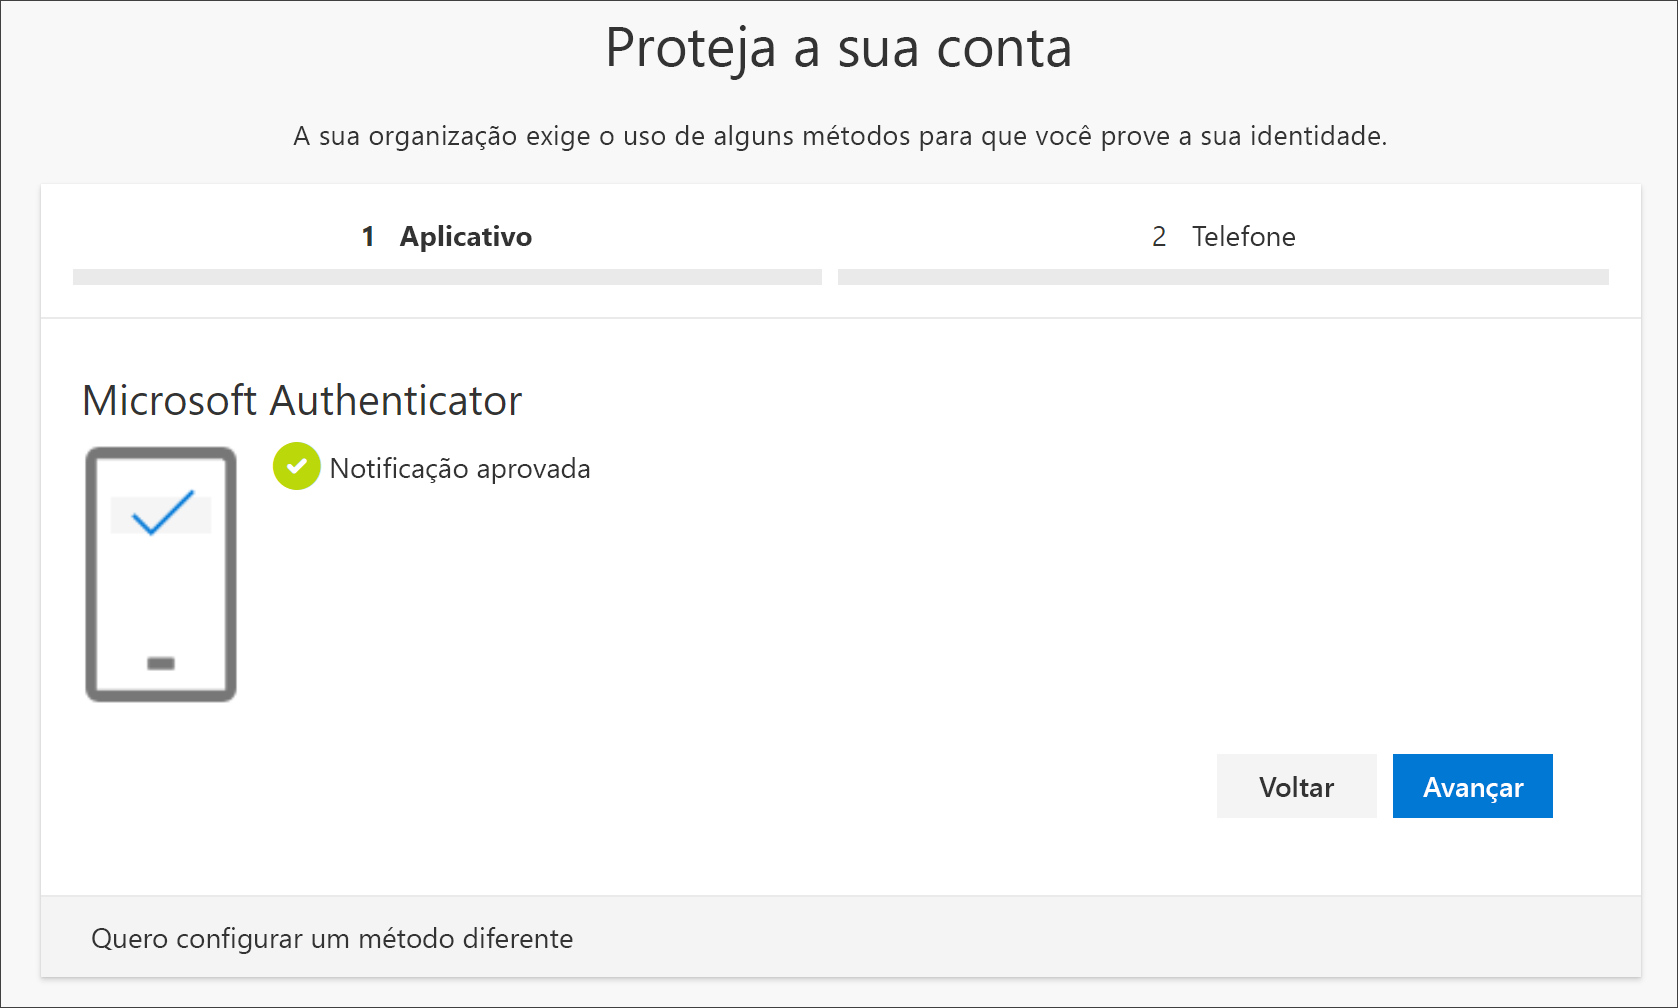 Proteja a sua conta
A sua organização exige o uso de alguns métodos para que você prove a sua identidade.
1 Aplicativo
2 Telefone
Microsoft Authenticator
Notificação aprovada
Voltar
Avançar
Quero configurar um método diferente